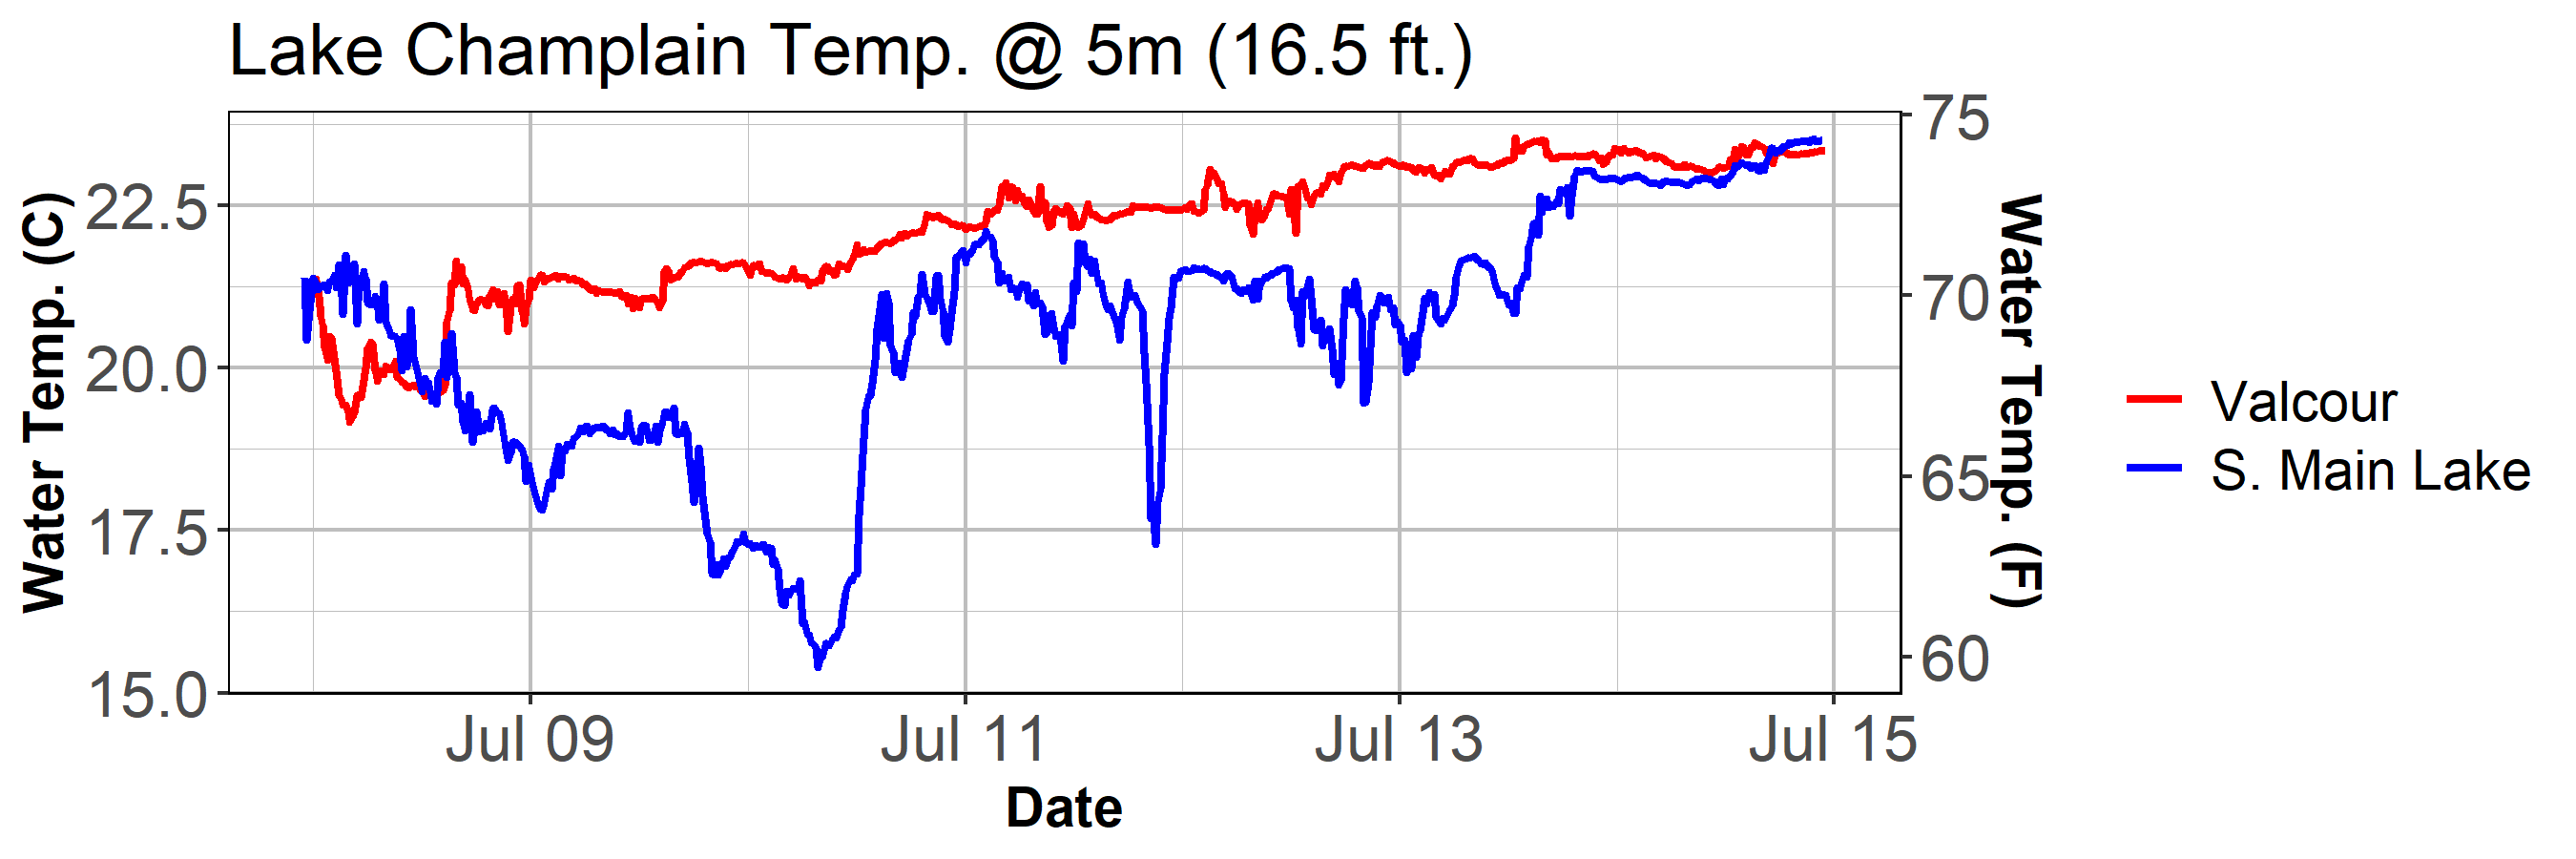 Lake Champlain Temp. @ 5m (16.5 ft.)
Water Temp. (C)
22.5
20.0
17.5
15.0
75
70
65
60
Water Temp. (F)
Jul 09
Jul 11
Jul 13
Jul 15
Date
Valcour
S. Main Lake